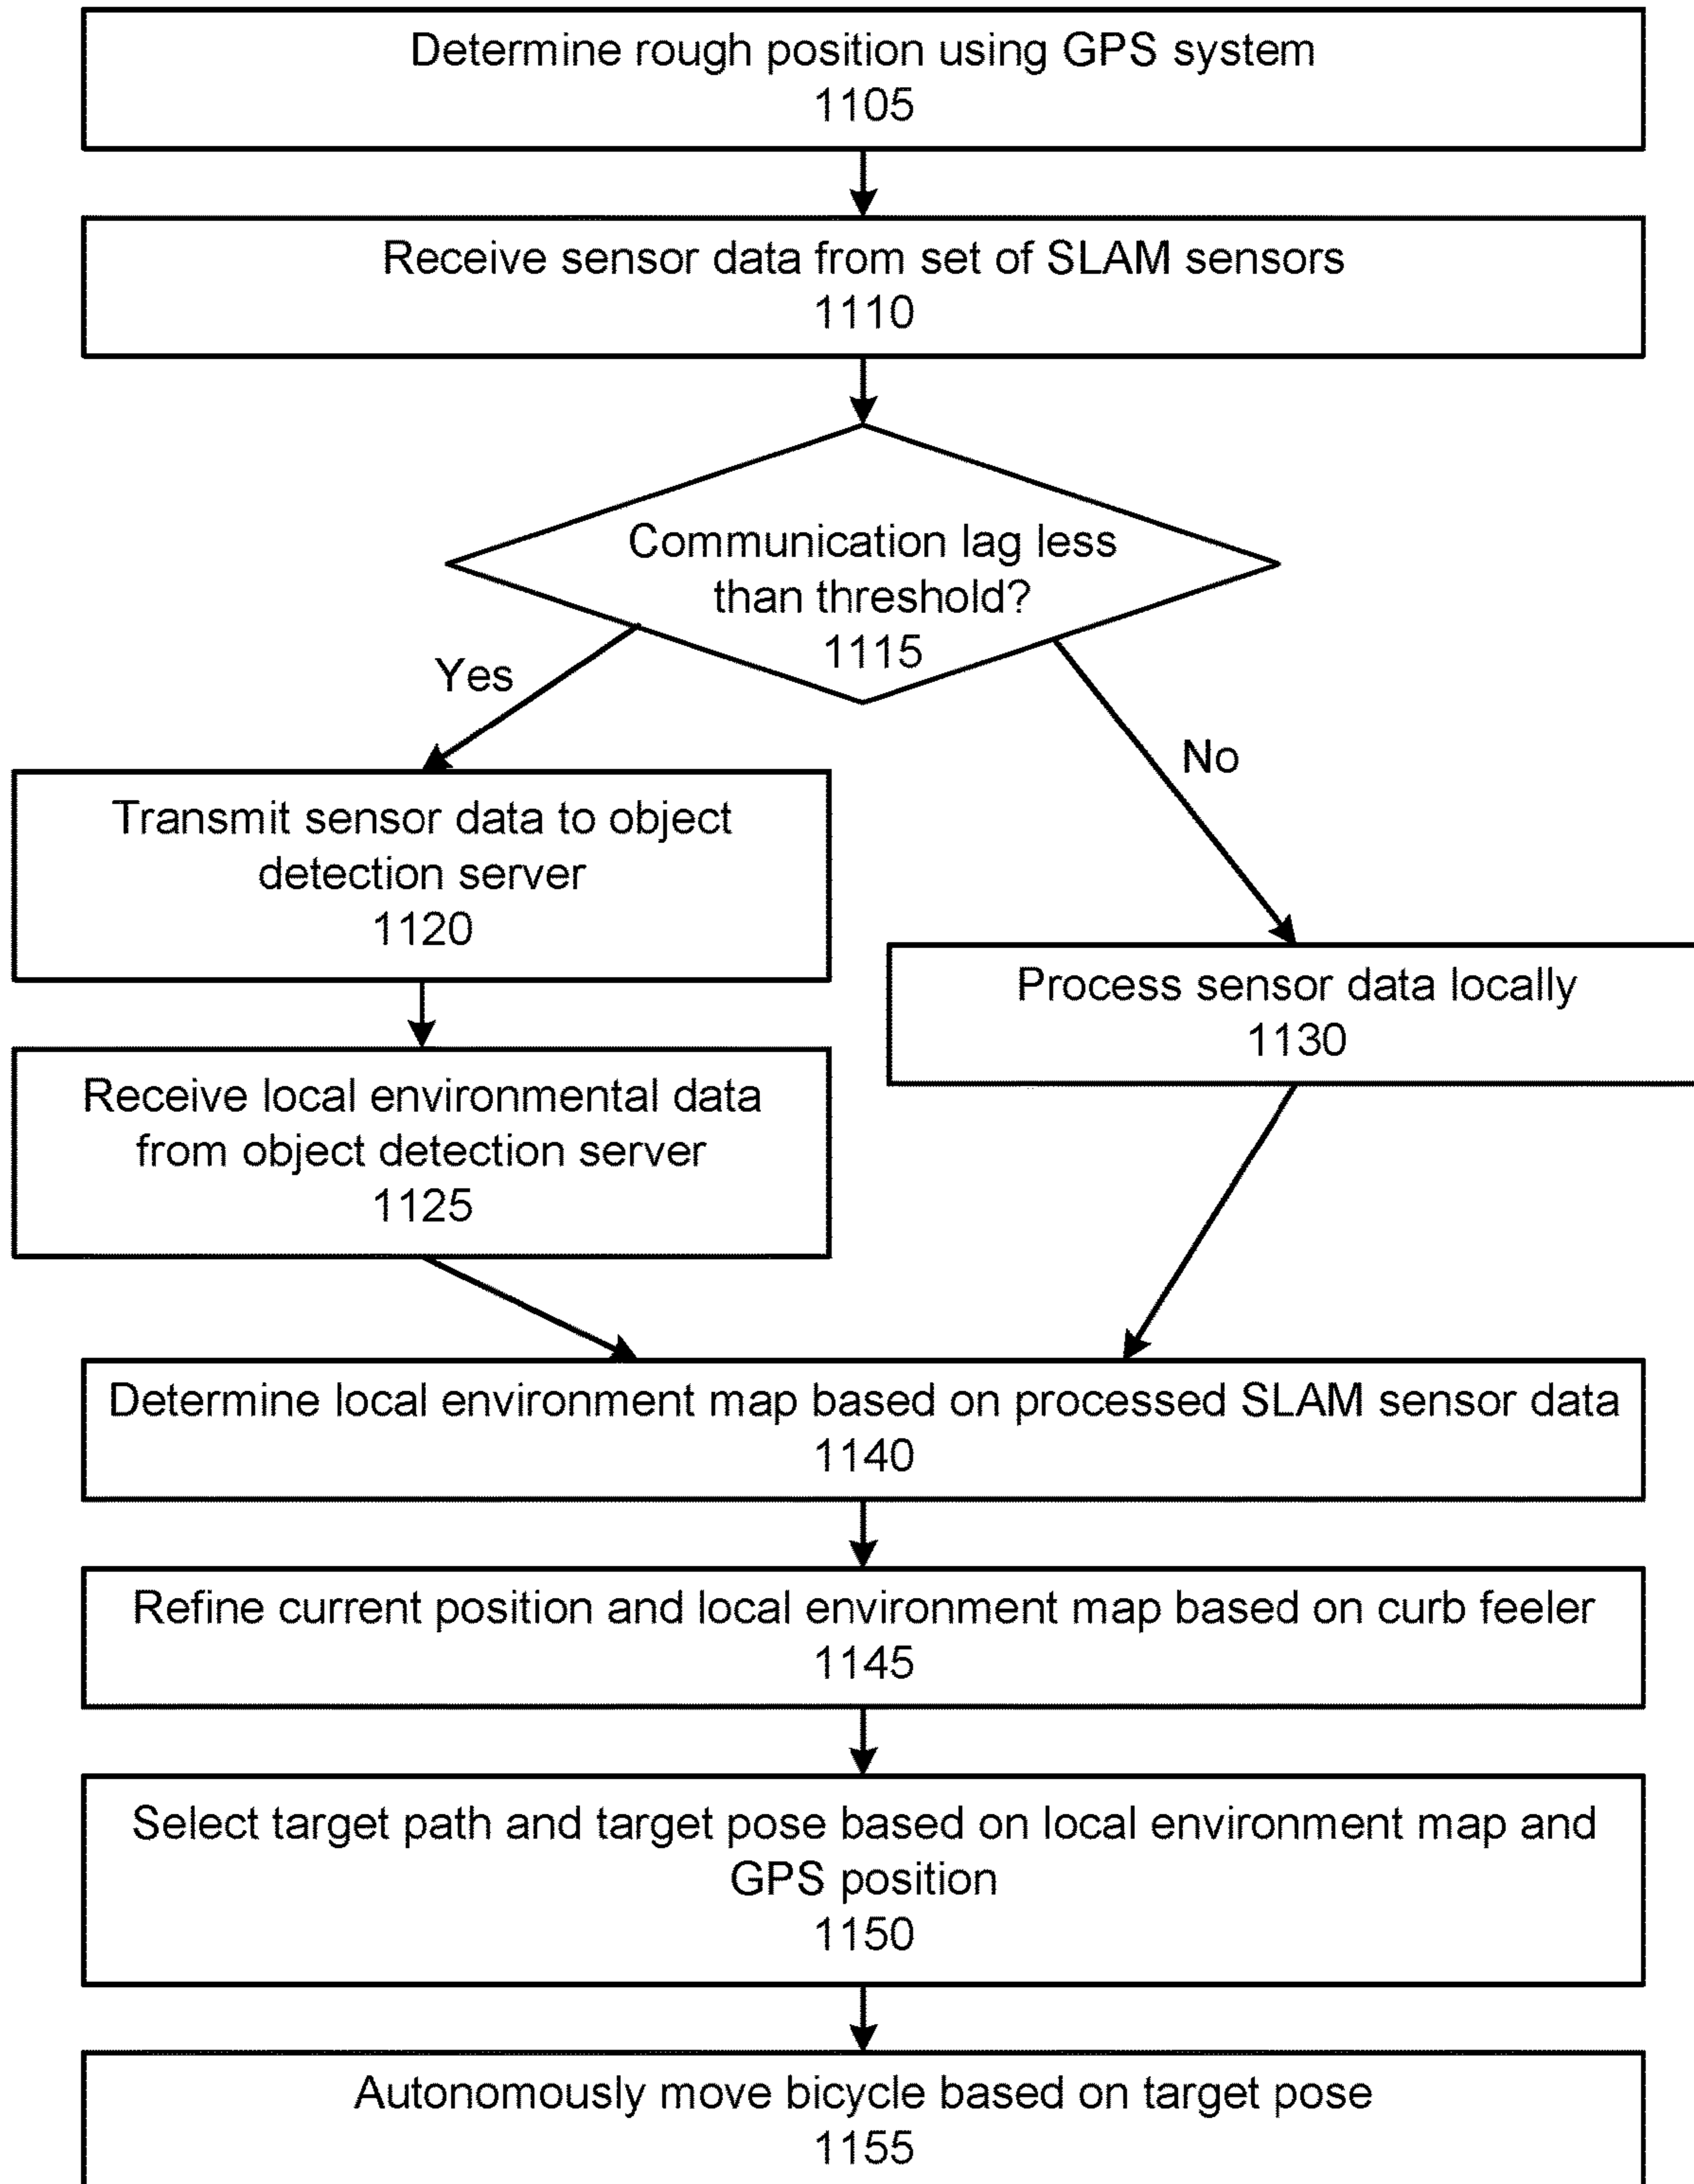 Determine rough position using GPS system
1105
Receive sensor data from set of SLAM sensors
1110
Communication lag less
than threshold?
1115
Yes
No
Transmit sensor data to object
detection server
1120
Process sensor data locally
1130
Receive local environmental data
from object detection server
1125
Determine local environment map based on processed SLAM sensor data
1140
Refine current position and local environment map based on curb feeler
1145
Select target path and target pose based on local environment map and
GPS position
1150
Autonomously move bicycle based on target pose
1155